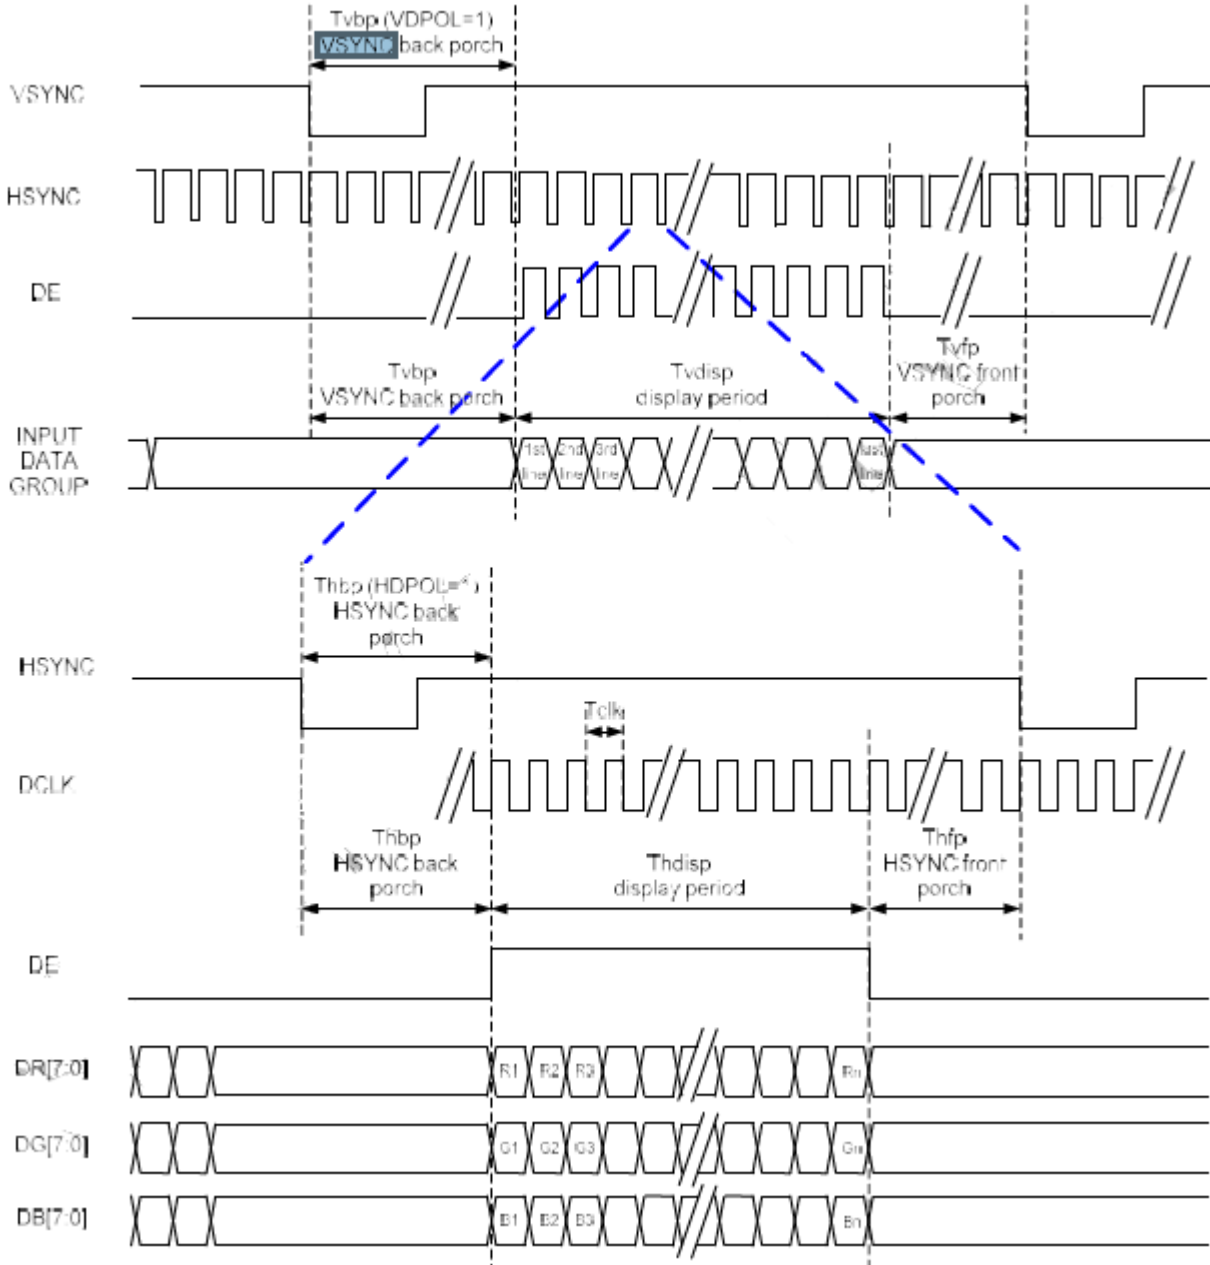 Tvbp (VDPOL=1)
VSYNC back porch
VSYNC
HSYNC
DE
Tvbp
VSYNC back porch
Tvdisp
display period
Tvfp
VSYNC front
porch
INPUT
DATA
GROUP
1st
line
2nd
line
3rd
line
last
line
Thbp (HDPOL=1)
HSYNC back
porch
HSYNC
Tclk
DCLK
Thbp
HSYNC back
porch
Thdisp
display period
Thfp
HSYNC front
porch
DE
DR[7:0]
R1 R2 R3 Rn
DG[7:0]
G1 G2 G3 Gn
DB[7:0]
B1 B2 B3 Bn